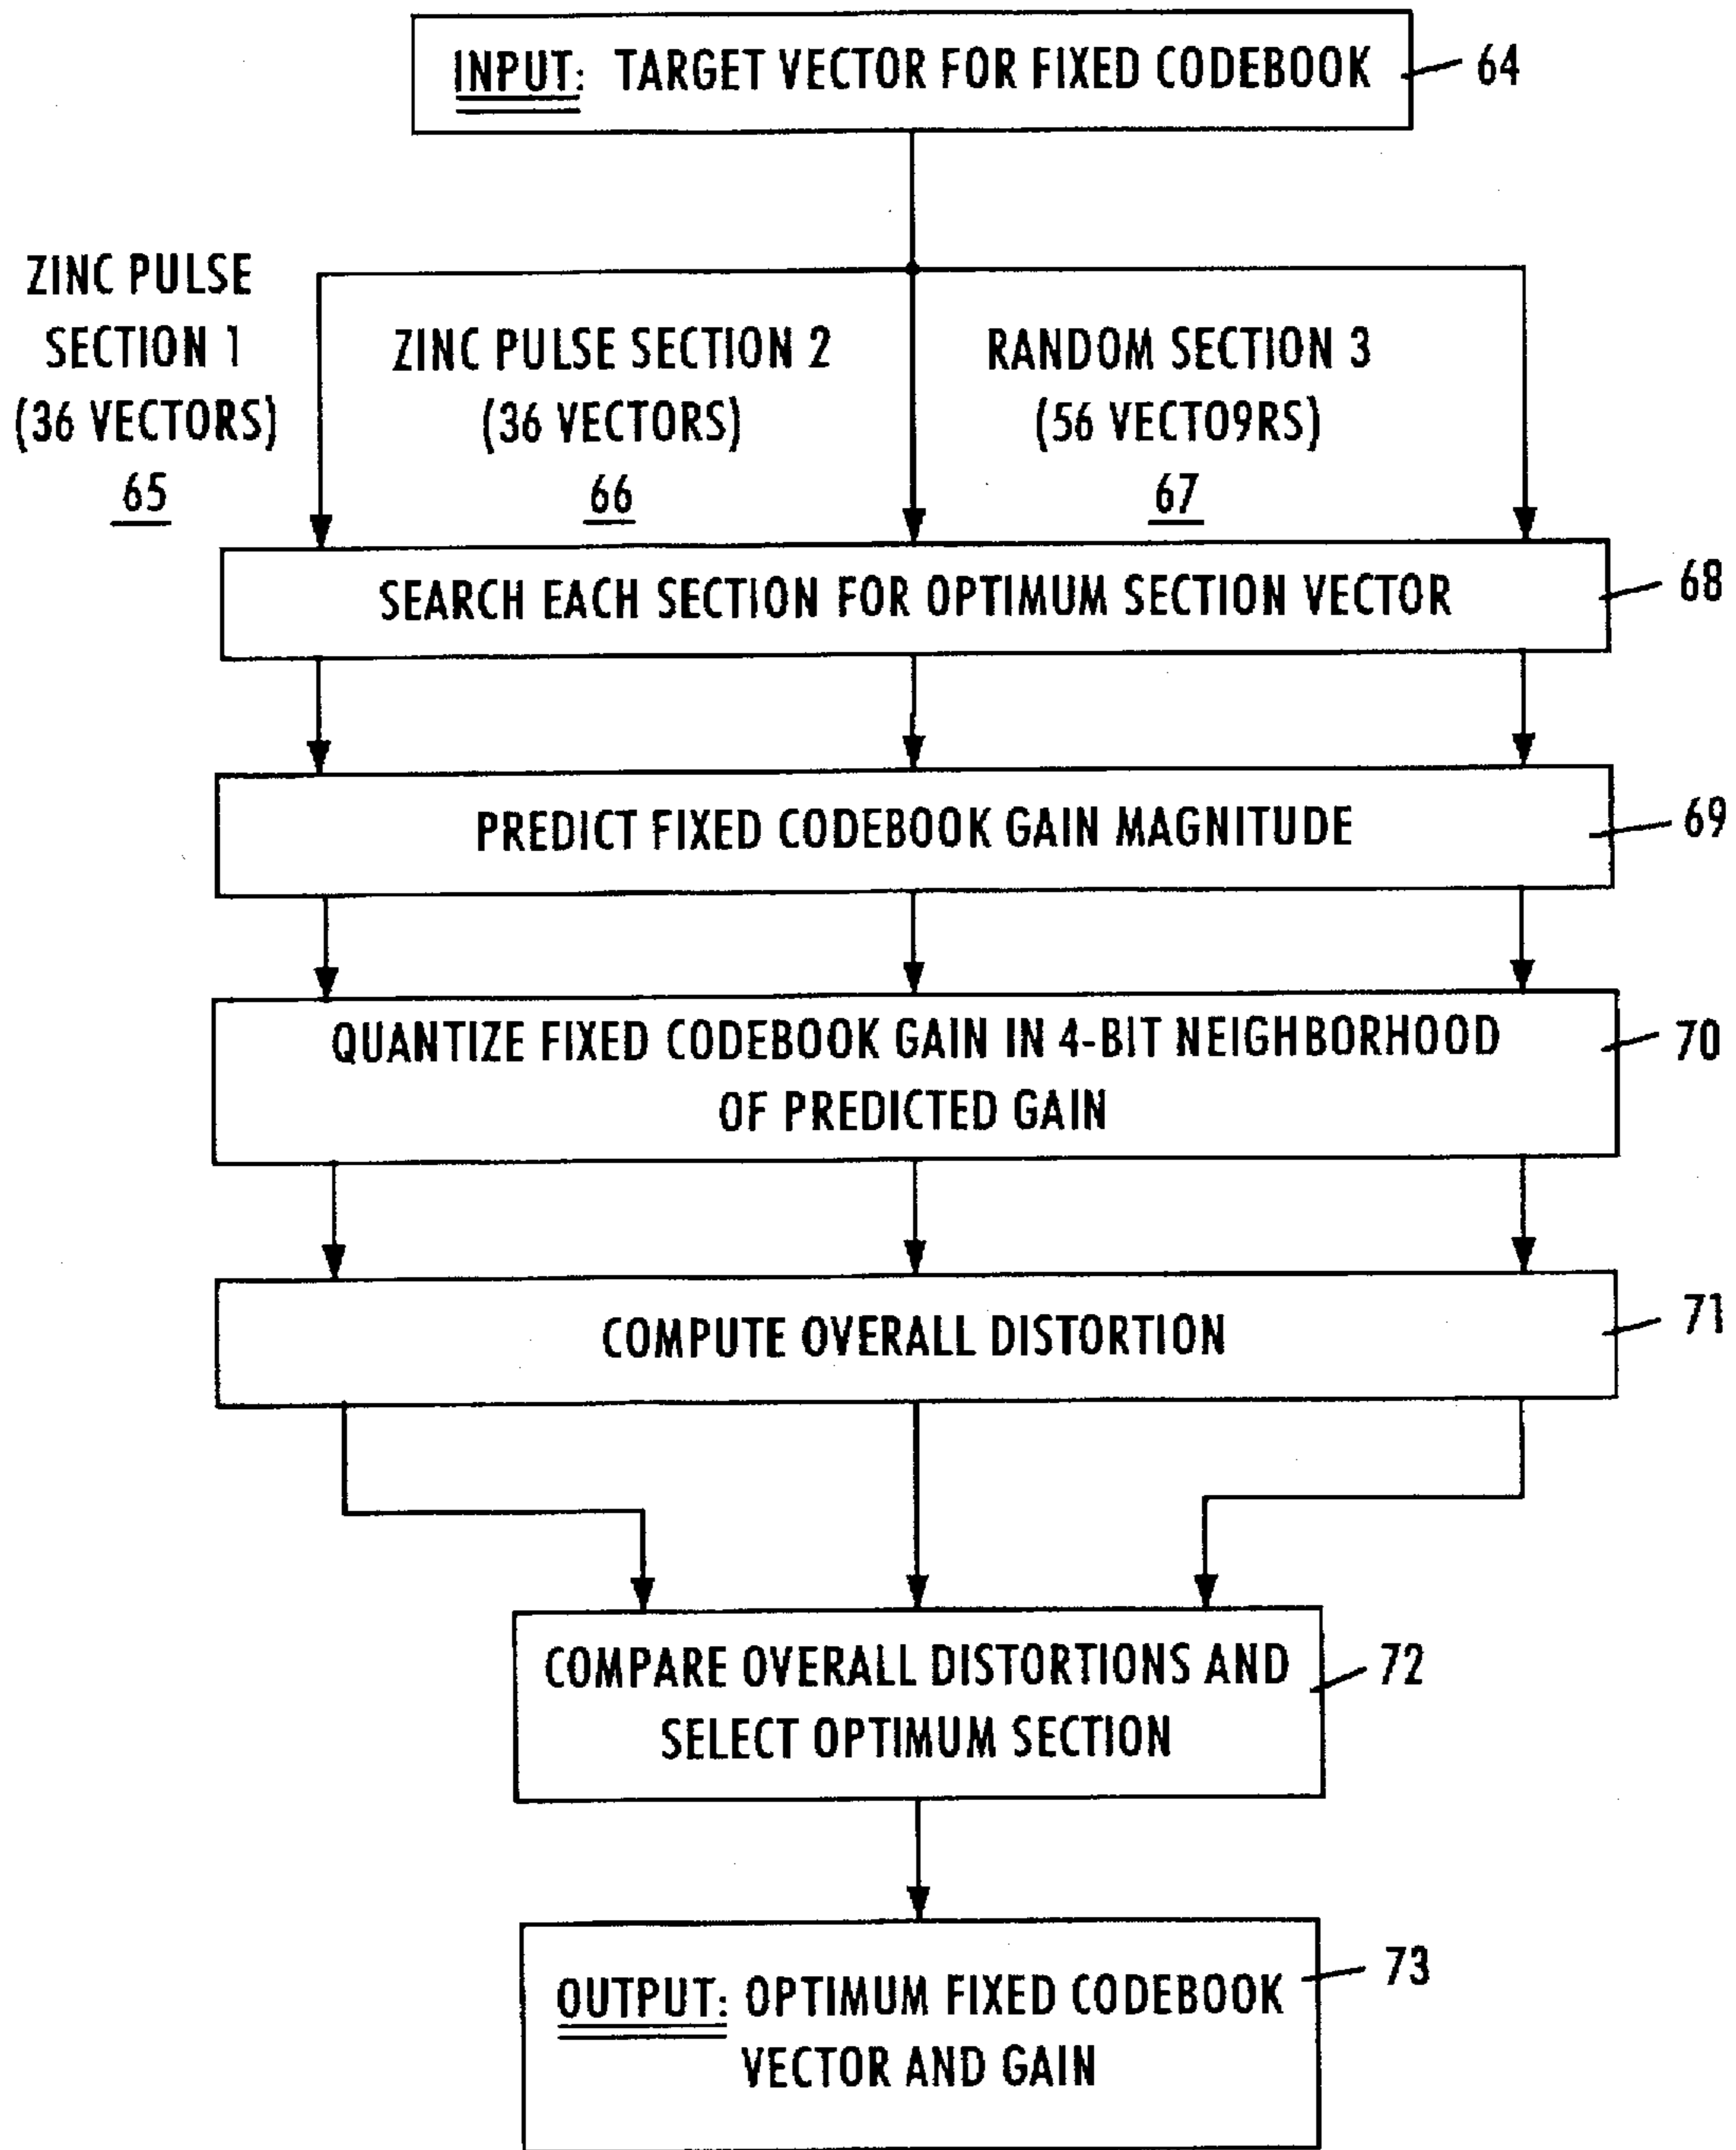 INPUT: TARGET VECTOR FOR FIXED CODEBOOK
64
ZINC PULSE
SECTION 1
(36 VECTORS)
65
ZINC PULSE SECTION 2
(36 VECTORS)
66
RANDOM SECTION 3
(56 VECTO9RS)
67
SEARCH EACH SECTION FOR OPTIMUM SECTION VECTOR
68
PREDICT FIXED CODEBOOK GAIN MAGNITUDE
69
QUANTIZE FIXED CODEBOOK GAIN IN 4-BIT NEIGHBORHOOD
OF PREDICTED GAIN
70
COMPUTE OVERALL DISTORTION
71
COMPARE OVERALL DISTORTIONS AND
SELECT OPTIMUM SECTION
72
OUTPUT: OPTIMUM FIXED CODEBOOK
VECTOR AND GAIN
73